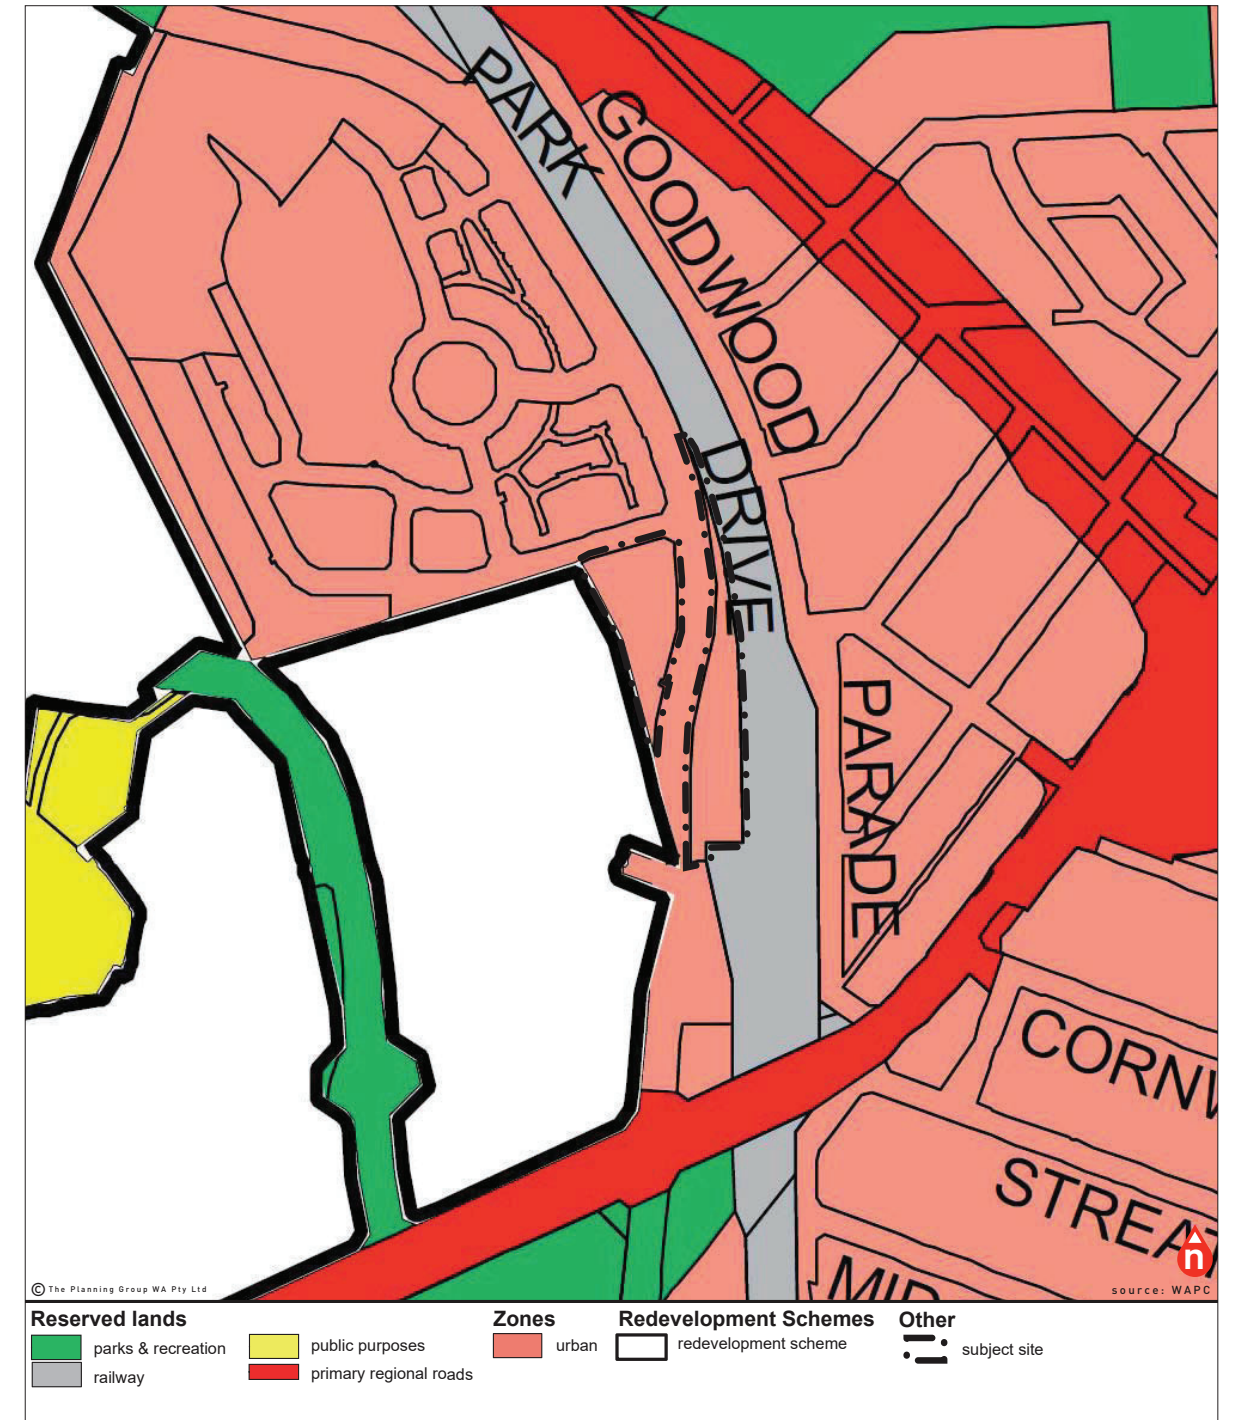 PARK
GOODWOOD
DRIVE
PARADE
CORNW
STREAT
MID
n
© The Planning Group WA Pty Ltd
source: WAPC
Reserved lands
parks & recreation
railway
public purposes
primary regional roads
Zones
urban
Redevelopment Schemes
redevelopment scheme
Other
subject site